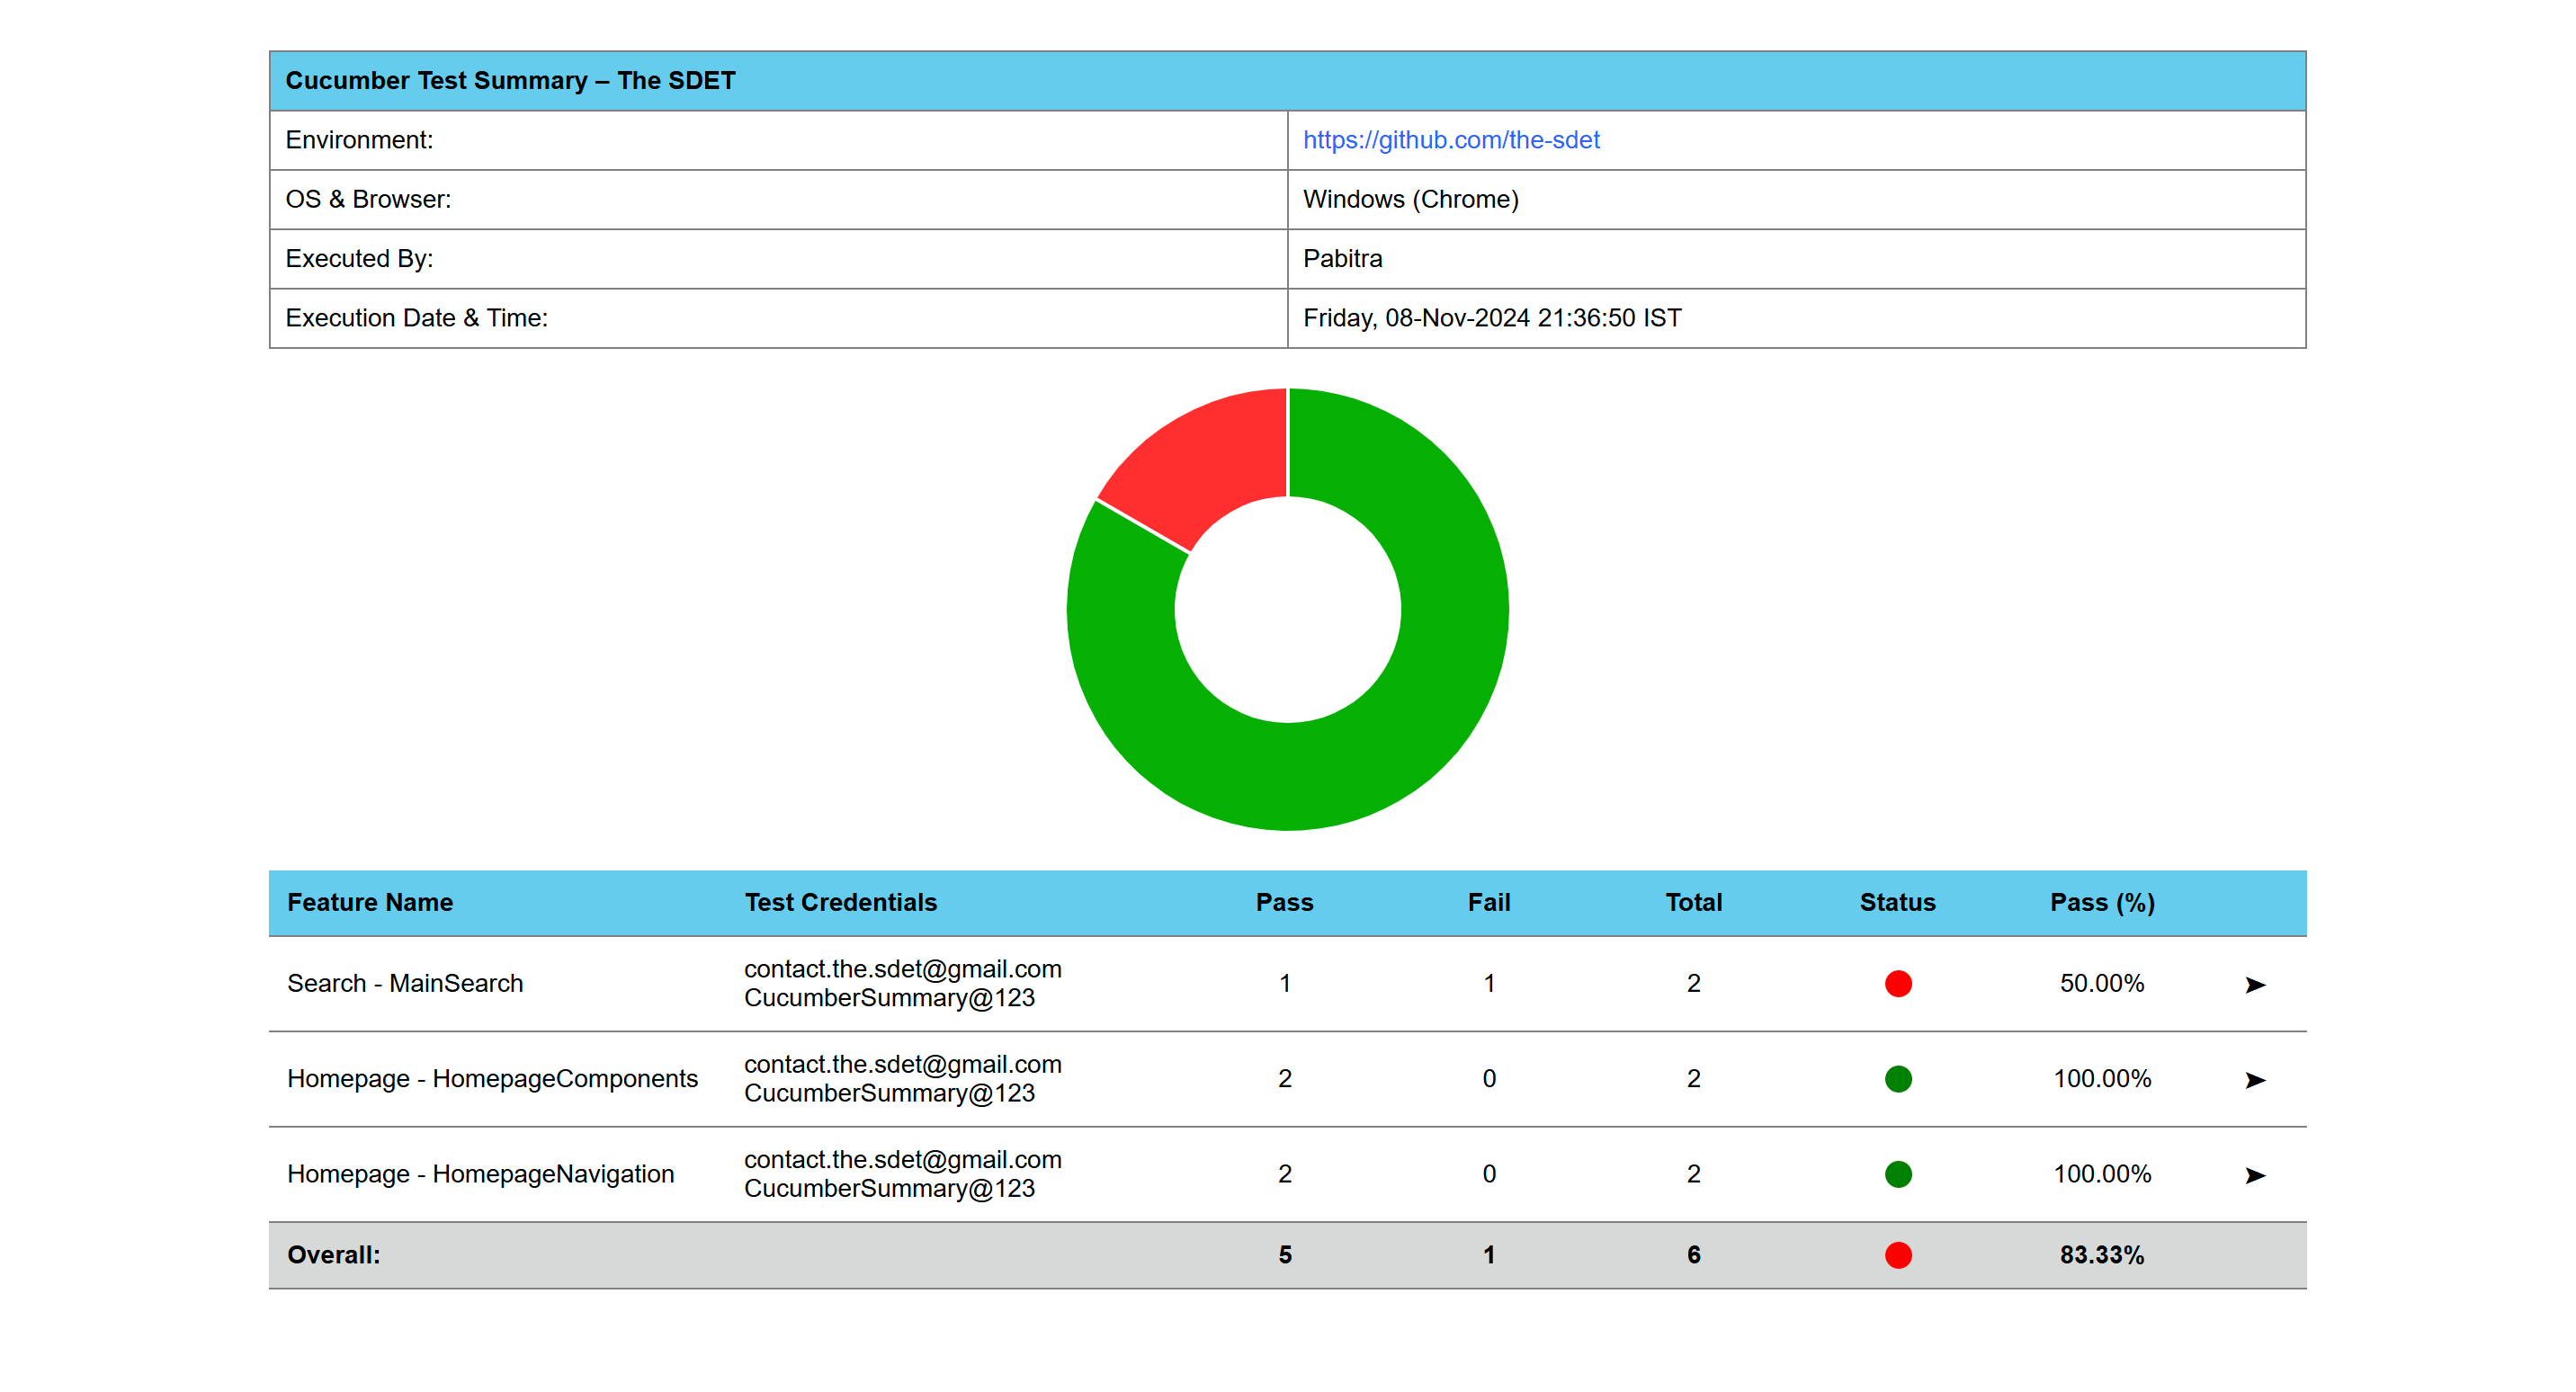 Cucumber Test Summary – The SDET
Environment: https://github.com/the-sdet
OS & Browser: Windows (Chrome)
Executed By: Pabitra
Execution Date & Time: Friday, 08-Nov-2024 21:36:50 IST
Feature Name Test Credentials Pass Fail Total Status Pass (%)
Search - MainSearch contact.the.sdet@gmail.com 1 1 2 50.00% ➤
CucumberSummary@123
Homepage - HomepageComponents contact.the.sdet@gmail.com 2 0 2 100.00% ➤
CucumberSummary@123
Homepage - HomepageNavigation contact.the.sdet@gmail.com 2 0 2 100.00% ➤
CucumberSummary@123
Overall: 5 1 6 83.33%